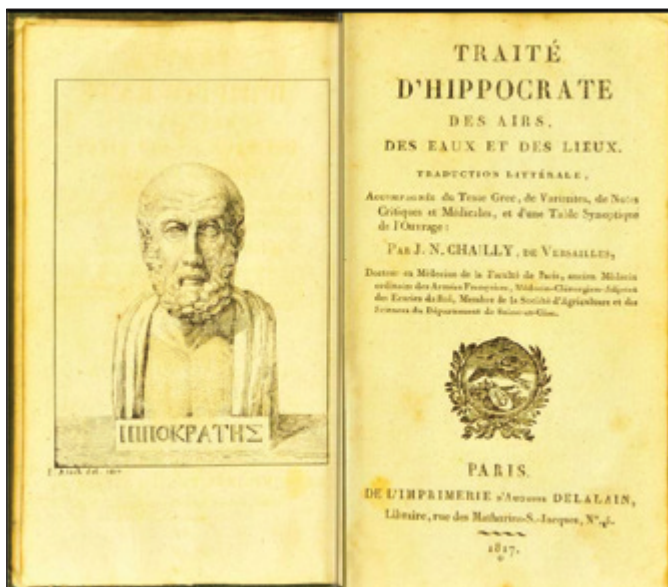 ΙΠΠΟΚΡΑΤΗΣ
TRAITÉ
D'HIPPOCRATE
DES AIRS,
DES EAUX ET DES LIEUX.
TRADUCTION LITTÉRALE,
Accompagnée du Texte Grec, de Variantes, de Notes
Critiques et Médicales, et d'une Table Synoptique
de l'Ouvrage:
PAR J. N. CHAILLY, DE VERSAILLES,
Docteur en Médecine de la Faculté de Paris, ancien Médecin
ordinaire des Armées Françaises, Médecin-Chirurgien-Adjoint
des Ecuries du Roi, Membre de la Société d'Agriculture et des
Sciences du Département de Seine-et-Oise.
PARIS.
DE L'IMPRIMERIE D'AUGUSTE DELALAIN,
Libraire, rue des Mathurins-S.-Jacques, N°.
1817.